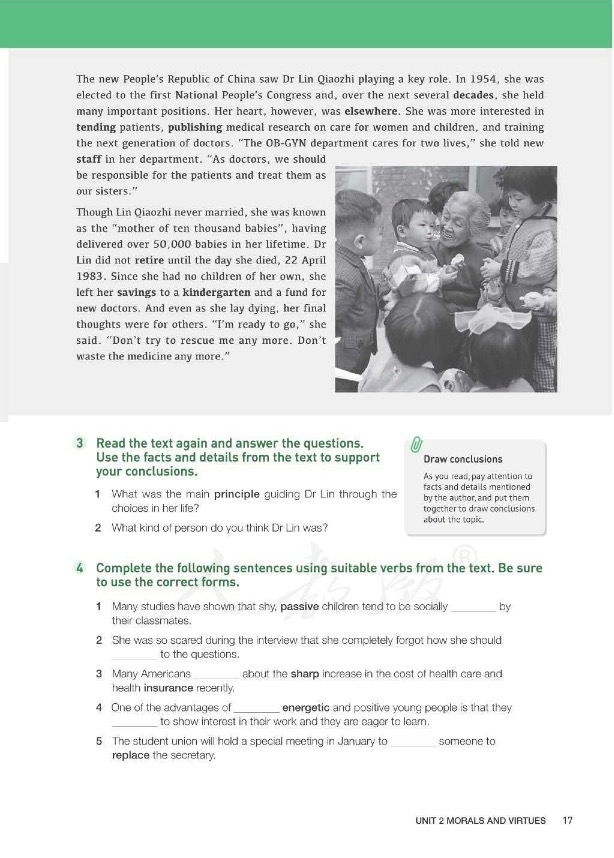 The new People's Republic of China saw Dr Lin Qiaozhi playing a key role. In 1954, she was
elected to the first National People's Congress and, over the next several decades, she held
many important positions. Her heart, however, was elsewhere. She was more interested in
tending patients, publishing medical research on care for women and children, and training
the next generation of doctors. "The OB-GYN department cares for two lives," she told new
staff in her department. "As doctors, we should
be responsible for the patients and treat them as
our sisters."
Though Lin Qiaozhi never married, she was known
as the "mother of ten thousand babies", having
delivered over 50,000 babies in her lifetime. Dr
Lin did not retire until the day she died, 22 April
1983. Since she had no children of her own, she
left her savings to a kindergarten and a fund for
new doctors. And even as she lay dying, her final
thoughts were for others. "I'm ready to go," she
said. "Don't try to rescue me any more. Don't
waste the medicine any more."
3 Read the text again and answer the questions.
Use the facts and details from the text to support
your conclusions.
1 What was the main principle guiding Dr Lin through the
choices in her life?
2 What kind of person do you think Dr Lin was?
Draw conclusions
As you read, pay attention to
facts and details mentioned
by the author, and put them
together to draw conclusions
about the topic.
4 Complete the following sentences using suitable verbs from the text. Be sure
to use the correct forms.
1 Many studies have shown that shy, passive children tend to be socially ________ by
their classmates.
2 She was so scared during the interview that she completely forgot how she should
________ to the questions.
3 Many Americans ________ about the sharp increase in the cost of health care and
health insurance recently.
4 One of the advantages of ________ energetic and positive young people is that they
________ to show interest in their work and they are eager to learn.
5 The student union will hold a special meeting in January to ________ someone to
replace the secretary.
UNIT 2 MORALS AND VIRTUES 17